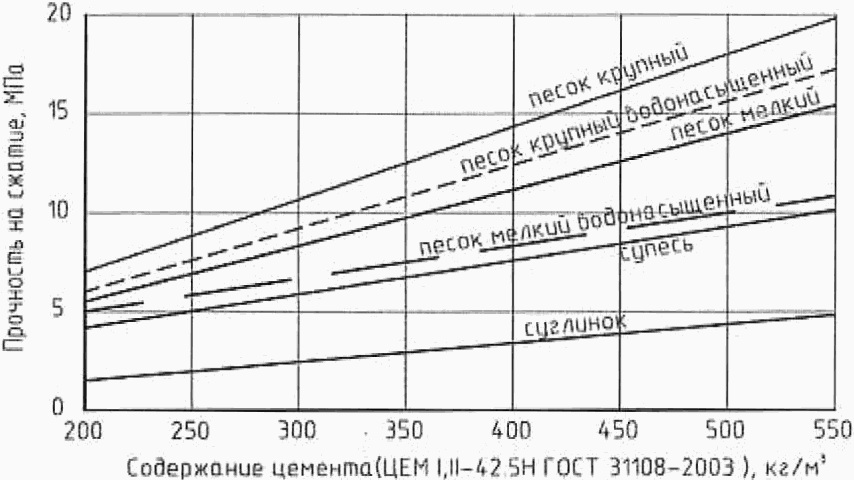 20
15
10
5
0
Прочность на сжатие, МПа
песок крупный
песок крупный водонасыщенный
песок мелкий
песок мелкий водонасыщенный
супесь
суглинок
200 250 300 350 400 450 500 550
Содержание цемента(ЦЕМ I,II-42.5Н ГОСТ 31108-2003 ), кг/м³